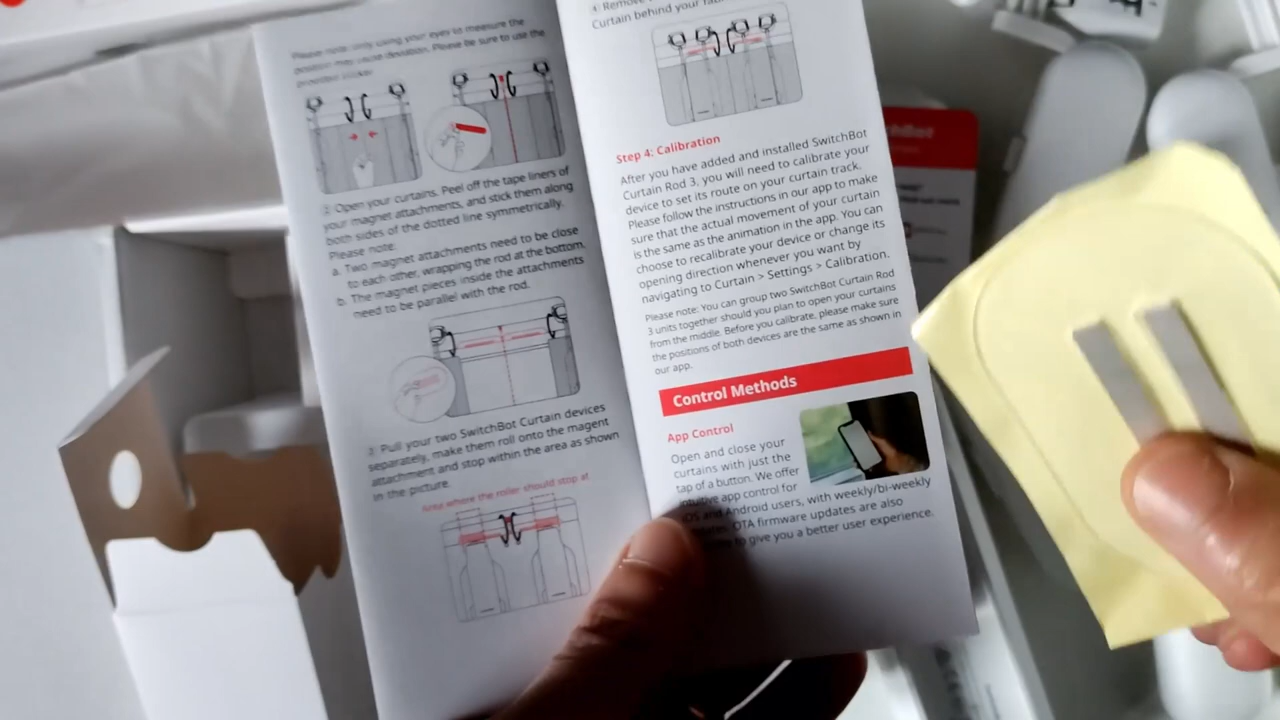 Please note: only using your eyes to measure the
position may cause deviation. Please be sure to use the
provided sticker.
2 Open your curtains. Peel off the tape liners of
your magnet attachments, and stick them along
both sides of the dotted line symmetrically.
Please note:
a. Two magnet attachments need to be close
to each other, wrapping the rod at the bottom.
b. The magnet pieces inside the attachments
need to be parallel with the rod.
3 Pull your two SwitchBot Curtain devices
separately, make them roll onto the magent
attachment and stop within the area as shown
in the picture.
Area where the roller should stop at
4 Remove
Curtain behind your
Step 4: Calibration
After you have added and installed SwitchBot
Curtain Rod 3, you will need to calibrate your
device to set its route on your curtain track.
Please follow the instructions in our app to make
sure that the actual movement of your curtain
is the same as the animation in the app. You can
choose to recalibrate your device or change its
opening direction whenever you want by
navigating to Curtain > Settings > Calibration.
Please note: You can group two SwitchBot Curtain Rod
3 units together should you plan to open your curtains
from the middle. Before you calibrate, please make sure
the positions of both devices are the same as shown in
our app.
Control Methods
App Control
Open and close your
curtains with just the
tap of a button. We offer
intuitive app control for
iOS and Android users, with weekly/bi-weekly
OTA firmware updates are also
to give you a better user experience.